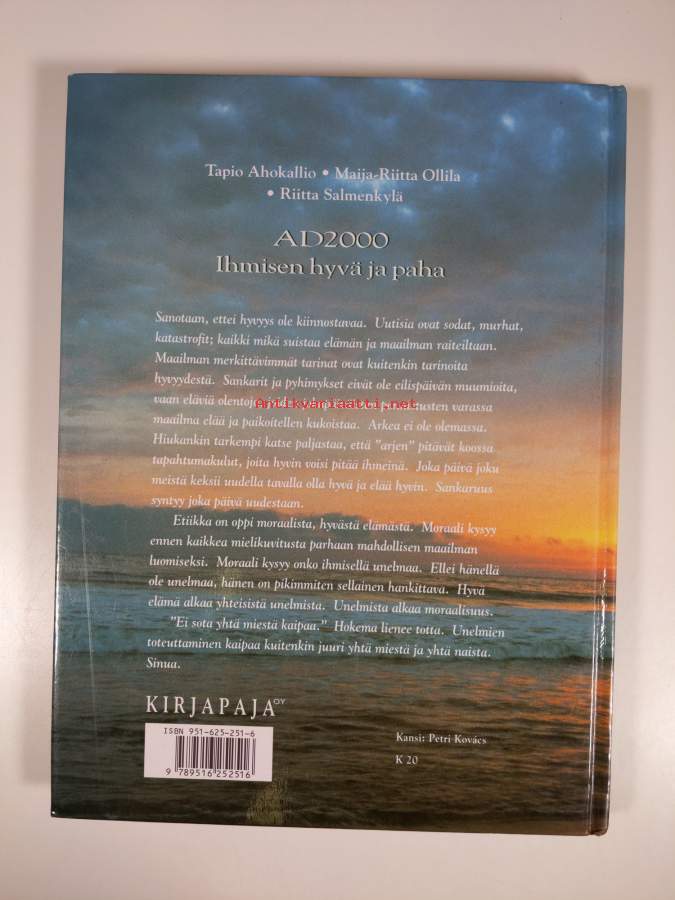 Tapio Ahokallio • Maija-Riitta Ollila
• Riitta Salmenkylä
AD2000
Ihmisen hyvä ja paha
Sanotaan, ettei hyvyys ole kiinnostavaa. Uutisia ovat sodat, murhat,
katastrofit; kaikki mikä suistaa elämän ja maailman raiteiltaan.
Maailman merkittävimmät tarinat ovat kuitenkin tarinoita
hyvyydestä. Sankarit ja pyhimykset eivät ole eilispäivän muumioita,
vaan eläviä olentoja,
Antikvariaatti.net
varassa
maailma elää ja paikoitellen kukoistaa. Arkea ei ole olemassa.
Hiukankin tarkempi katse paljastaa, että "arjen" pitävät koossa
tapahtumakulut, joita hyvin voisi pitää ihmeinä. Joka päivä joku
meistä keksii uudella tavalla olla hyvä ja elää hyvin. Sankaruus
syntyy joka päivä uudestaan.
Etiikka on oppi moraalista, hyvästä elämästä. Moraali kysyy
ennen kaikkea mielikuvitusta parhaan mahdollisen maailman
luomiseksi. Moraali kysyy onko ihmisellä unelmaa. Ellei hänellä
ole unelmaa, hänen on pikimmiten sellainen hankittava. Hyvä
elämä alkaa yhteisistä unelmista. Unelmista alkaa moraalisuus.
"Ei sota yhtä miestä kaipaa." Hokema lienee totta. Unelmien
toteuttaminen kaipaa kuitenkin juuri yhtä miestä ja yhtä naista.
Sinua.
KIRJAPAJA OY
ISBN 951-625-251-6
9 789516 252516
Kansi: Petri Kovács
K 20